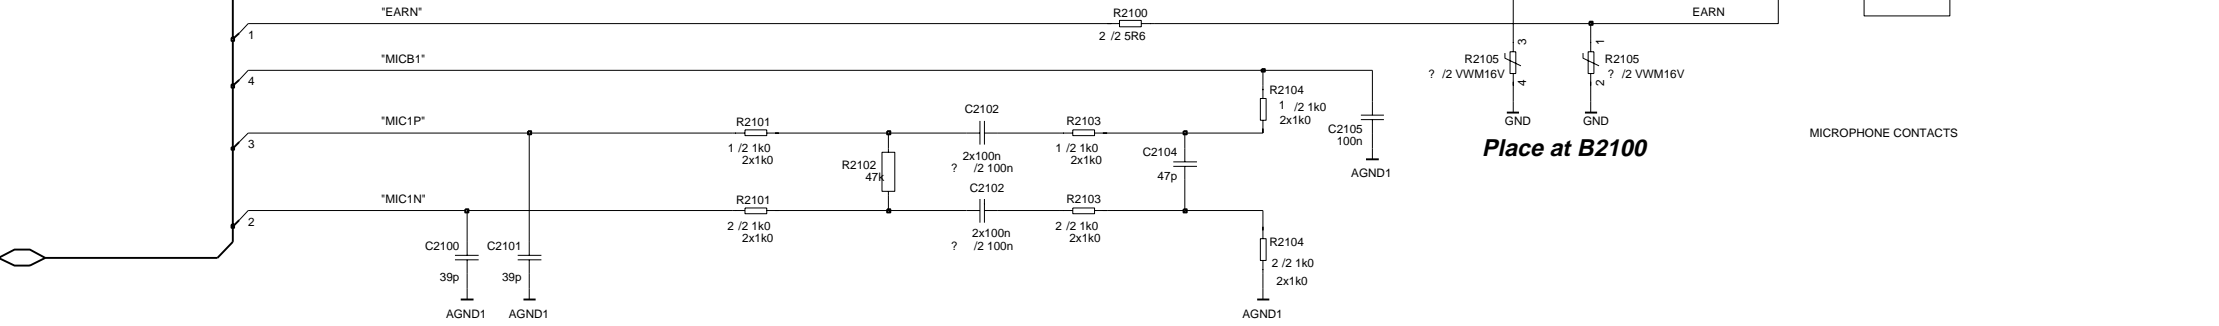 "EARN"
R2100
EARN
1
2 /2 5R6
3
1
"MICB1"
R2105
R2105
? /2 VWM16V
? /2 VWM16V
4
4
2
R2104
1 /2 1k0
2x1k0
C2102
GND
GND
"MIC1P"
R2101
R2103
C2105
100n
MICROPHONE CONTACTS
3
1 /2 1k0
2x1k0
1 /2 1k0
2x1k0
Place at B2100
2x100n
? /2 100n
C2104
R2102
47k
47p
AGND1
C2102
"MIC1N"
R2101
R2103
2
2 /2 1k0
2x1k0
2x100n
? /2 100n
2 /2 1k0
2x1k0
C2100
C2101
R2104
39p
39p
2 /2 1k0
2x1k0
AGND1
AGND1
AGND1